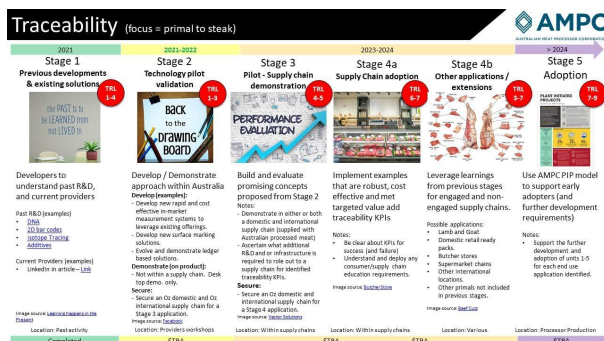 Traceability (focus = primal to steak)
AMPC
AUSTRALIAN MEAT PROCESSOR CORPORATION
2021
2021-2022
2023-2024
> 2024
Stage 1
Previous developments
& existing solutions
TRL
1-4
the PAST is to
be LEARNED from
not LIVED in
Developers to
understand past R&D,
and current providers
Past R&D (examples)
• DNA
• 2D bar codes
• Isotope Tracing
• Additives
Current Providers (examples)
• LinkedIn article – Link
Image source: Learning happens in the
Present
Location: Past activity
Completed
Stage 2
Technology pilot
validation
TRL
1-3
BACK
to the
DRAWING
BOARD
Develop / Demonstrate
approach within Australia
Develop (examples):
- Develop new rapid and cost
effective in-market
measurement systems to
leverage existing offerings.
- Develop new surface marking
solutions.
- Evolve and demonstrate ledger
based solutions.
Demonstrate (on product):
- Not within a supply chain. Desk
top demo. only.
Secure:
- Secure an Oz domestic and Oz
international supply chain for a
Stage 3 application.
Image source: Facebook
Location: Providers workshops
$TBA
Stage 3
Pilot - Supply chain
demonstration
TRL
4-5
PERFORMANCE
EVALUATION
Build and evaluate
promising concepts
proposed from Stage 2
Notes:
- Demonstrate in either or both
a domestic and international
supply chain (supplied with
Australian processed meat)
- Ascertain what additional
R&D and or infrastructure is
required to role out to a
supply chain for identified
traceability KPIs.
Secure:
- Secure an Oz domestic and
international supply chain for
a Stage 4 application.
Image source: Vector Solutions
Location: Within supply chains
$TBA
Stage 4a
Supply Chain adoption
TRL
6-7
Implement examples
that are robust, cost
effective and met
targeted value add
traceability KPIs
Notes:
• Be clear about KPIs for
success (and failure)
• Understand and deploy any
consumer/supply chain
education requirements.
Image source: Butcher Store
Location: Within supply chains
Stage 4b
Other applications /
extensions
TRL
3-7
Leverage learnings
from previous stages
for engaged and non-
engaged supply chains.
Possible applications:
• Lamb and Goat
• Domestic retail ready
packs.
• Butcher stores
• Supermarket chains
• Other international
locations.
• Other primals not included
in previous stages.
Image source: Beef Cuts
Location: Various
$TBA
Stage 5
Adoption
TRL
7-9
PLANT INITIATED
PROJECTS
Use AMPC PIP model
to support early
adopters (and
further development
requirements)
Notes:
• Support the further
development and
adoption of units 1-5
for each end use
application identified.
Location: Processor Production
$TBA